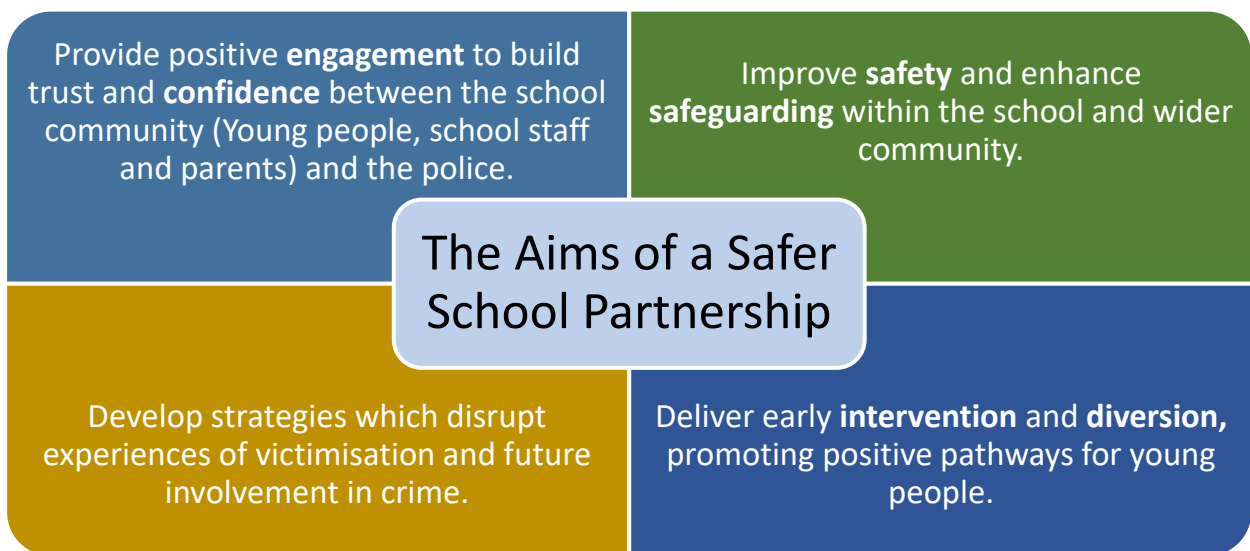 Provide positive engagement to build
trust and confidence between the school
community (Young people, school staff
and parents) and the police.
Improve safety and enhance
safeguarding within the school and wider
community.
The Aims of a Safer
School Partnership
Develop strategies which disrupt
experiences of victimisation and future
involvement in crime.
Deliver early intervention and diversion,
promoting positive pathways for young
people.